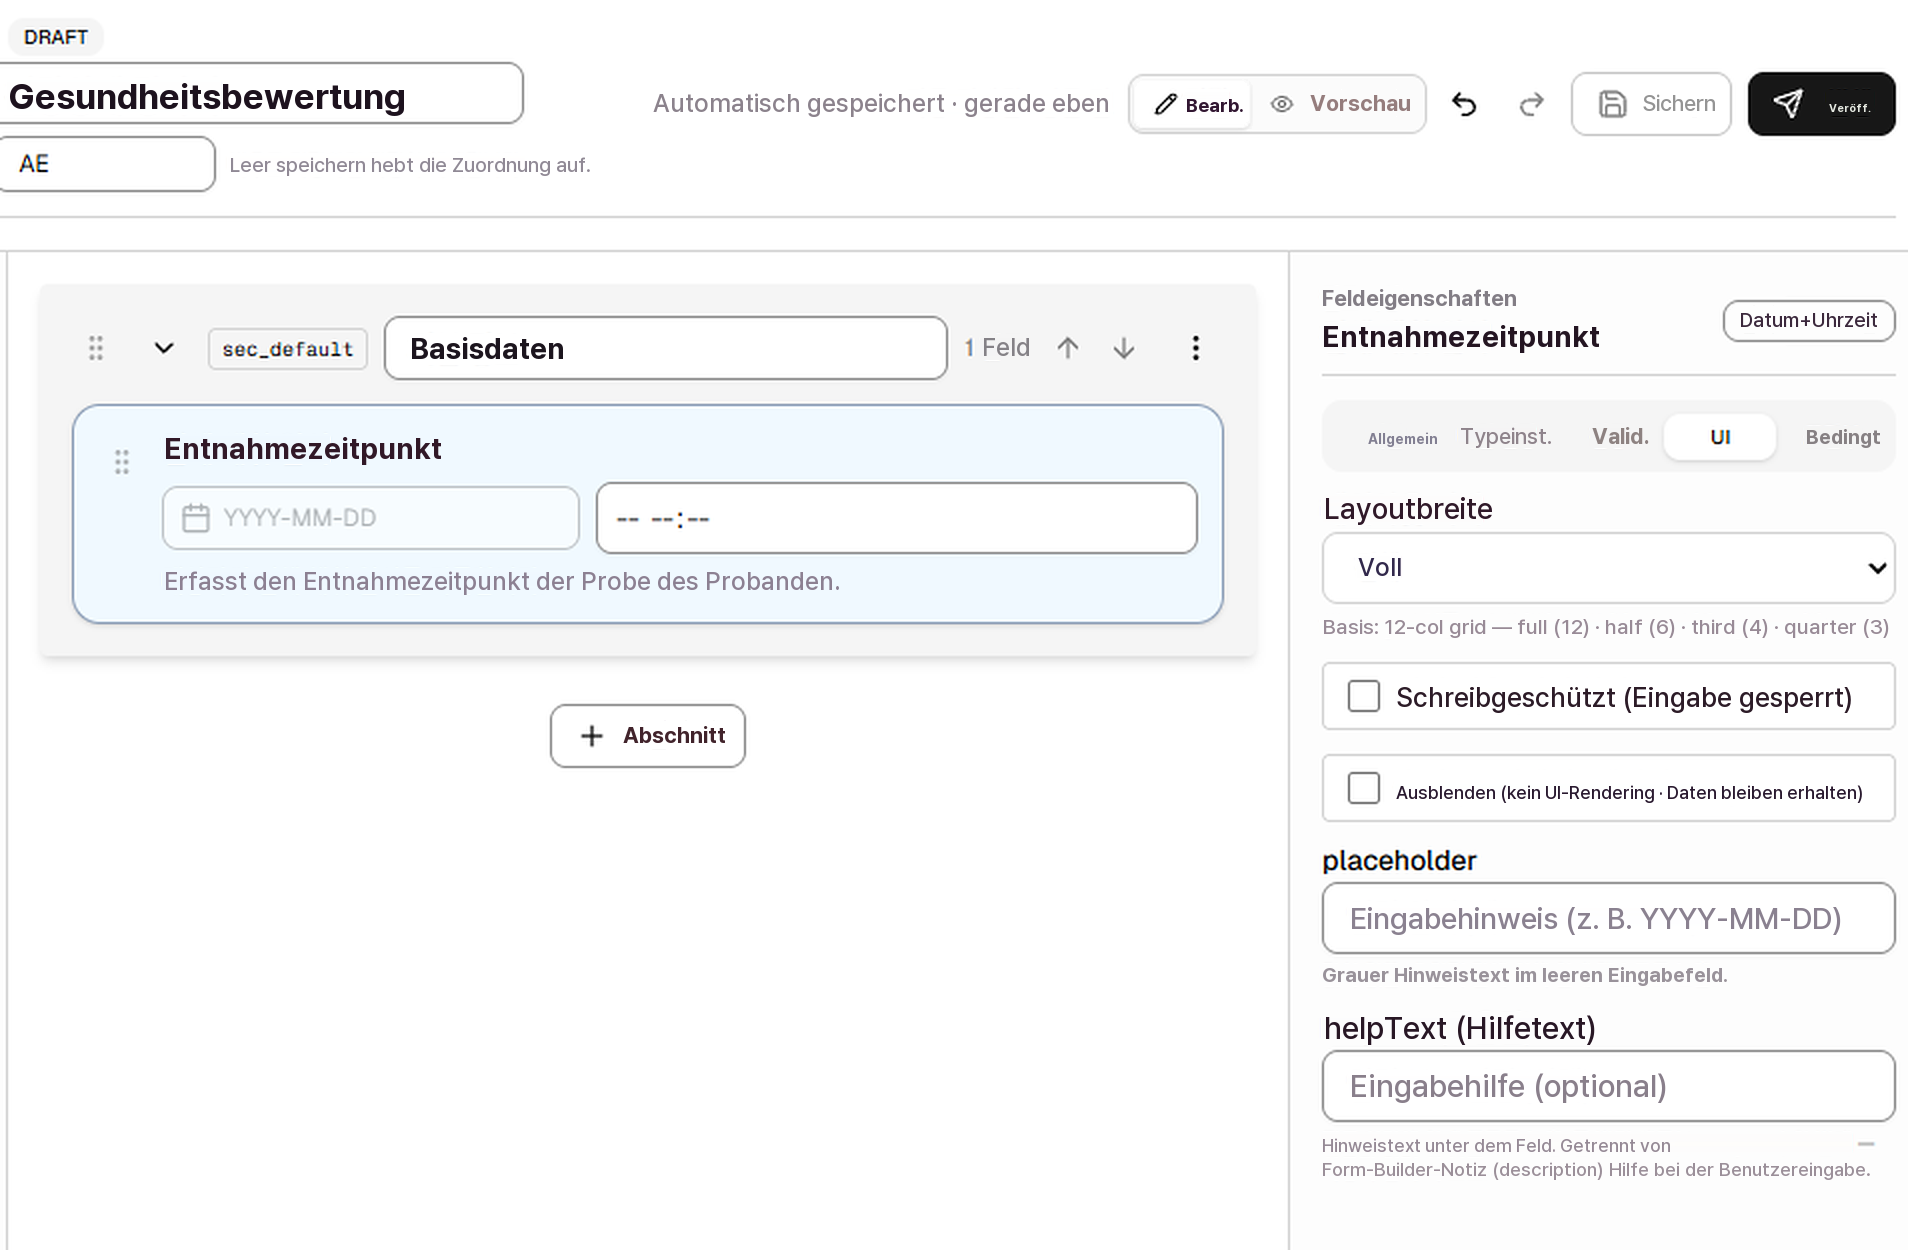 DRAFT
Gesundheitsbewertung
Automatisch gespeichert · gerade eben
Bearb.
Vorschau
Sichern
Veröff.
AE
Leer speichern hebt die Zuordnung auf.
sec_default
Basisdaten
1 Feld
Entnahmezeitpunkt
YYYY-MM-DD
-- --:--
Erfasst den Entnahmezeitpunkt der Probe des Probanden.
Abschnitt
Feldeigenschaften
Entnahmezeitpunkt
Datum+Uhrzeit
Allgemein
Typeinst.
Valid.
UI
Bedingt
Layoutbreite
Voll
Basis: 12-col grid — full (12) · half (6) · third (4) · quarter (3)
Schreibgeschützt (Eingabe gesperrt)
Ausblenden (kein UI-Rendering · Daten bleiben erhalten)
placeholder
Eingabehinweis (z. B. YYYY-MM-DD)
Grauer Hinweistext im leeren Eingabefeld.
helpText (Hilfetext)
Eingabehilfe (optional)
Hinweistext unter dem Feld. Getrennt von
Form-Builder-Notiz (description) Hilfe bei der Benutzereingabe.